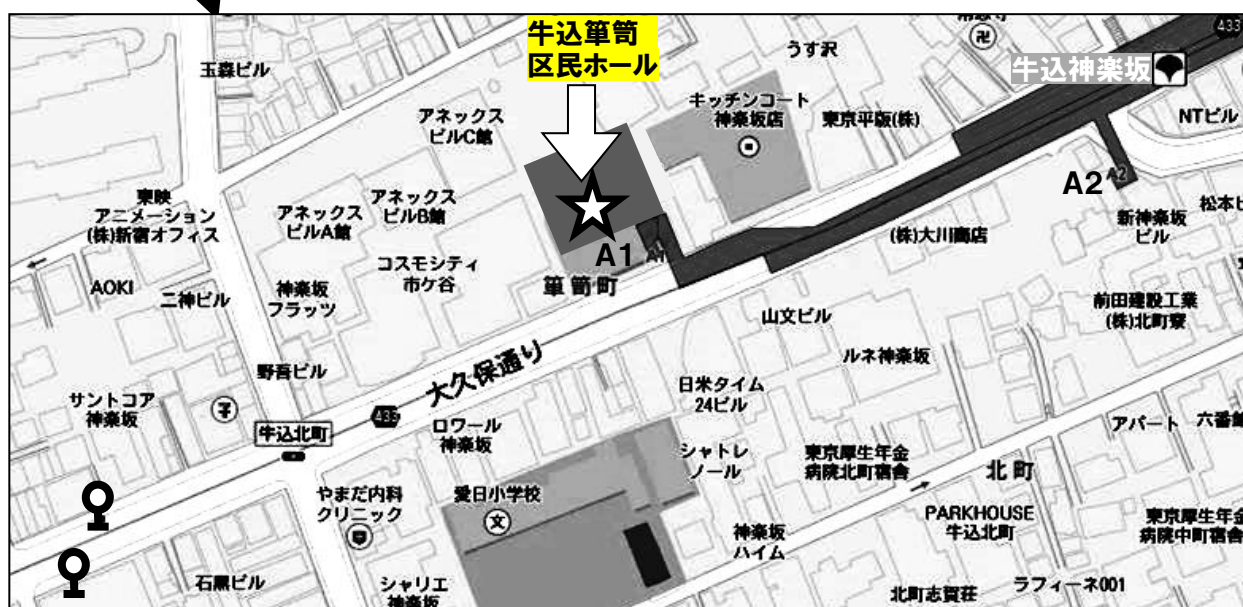 牛込箪笥
区民ホール
玉森ビル
うす沢
牛込神楽坂
433
アネックス
ビルC館
キッチンコート
神楽坂店
東京平版(株)
NTビル
東映
アニメーション
(株)新宿オフィス
アネックス
ビルA館
アネックス
ビルB館
A1
A1
A2
A2
新神楽坂
ビル
(株)大川商店
コスモシティ
市ケ谷
箪笥町
AOKI
二神ビル
神楽坂
フラッツ
山文ビル
前田建設工業
(株)北町寮
野吾ビル
大久保通り
ルネ神楽坂
サントコア
神楽坂
牛込北町
433
ロワール
神楽坂
日米タイム
24ビル
アパート
シャトレ
ノール
東京厚生年金
病院北町宿舎
北町
やまだ内科
クリニック
愛日小学校
文
神楽坂
ハイム
PARKHOUSE
牛込北町
東京厚生年金
病院中町宿舎
石黒ビル
シャリエ
神楽坂
北町志賀荘
ラフィーネ001